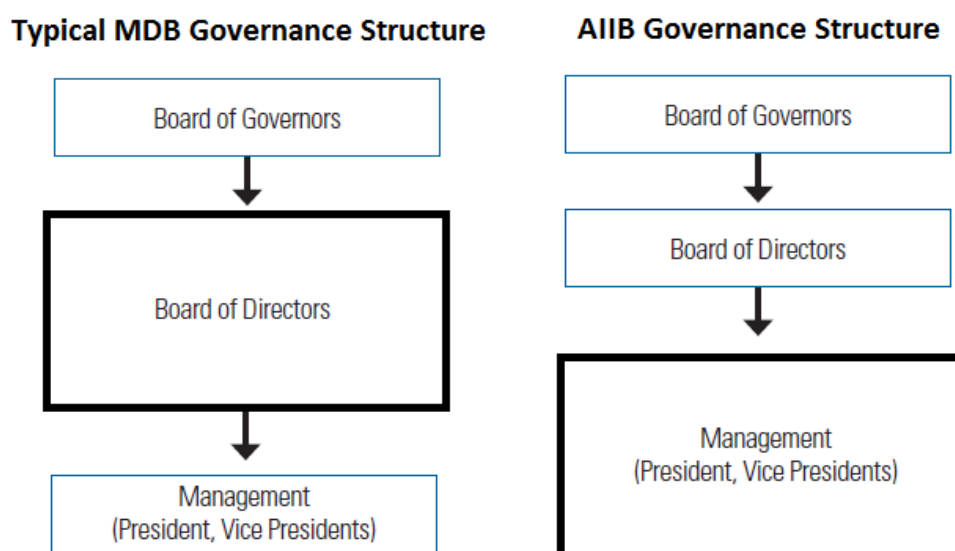 Typical MDB Governance Structure
Board of Governors
Board of Directors
Management
(President, Vice Presidents)
AIIB Governance Structure
Board of Governors
Board of Directors
Management
(President, Vice Presidents)